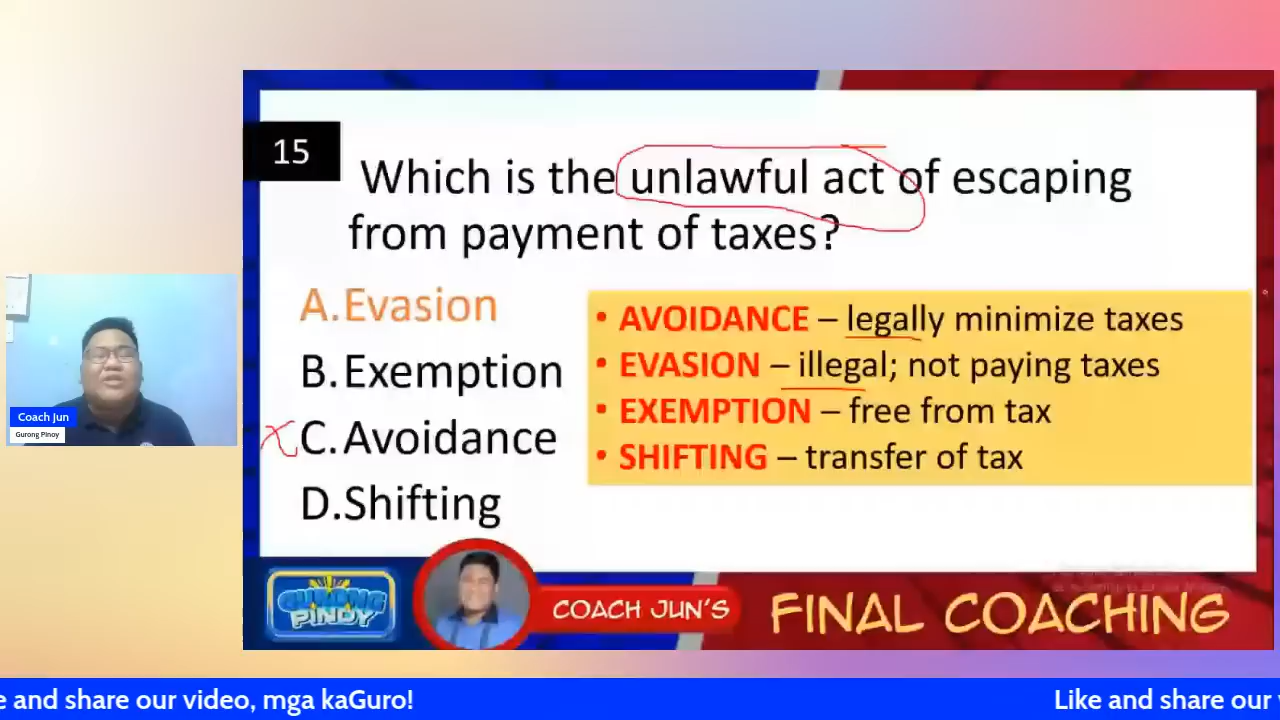 15
Which is the unlawful act of escaping
from payment of taxes?
A.Evasion
B.Exemption
C.Avoidance
D.Shifting
• AVOIDANCE – legally minimize taxes
• EVASION – illegal; not paying taxes
• EXEMPTION – free from tax
• SHIFTING – transfer of tax
Coach Jun
Gurong Pinoy
GURONG
PINOY
COACH JUN'S
FINAL COACHING
e and share our video, mga kaGuro!
Like and share our